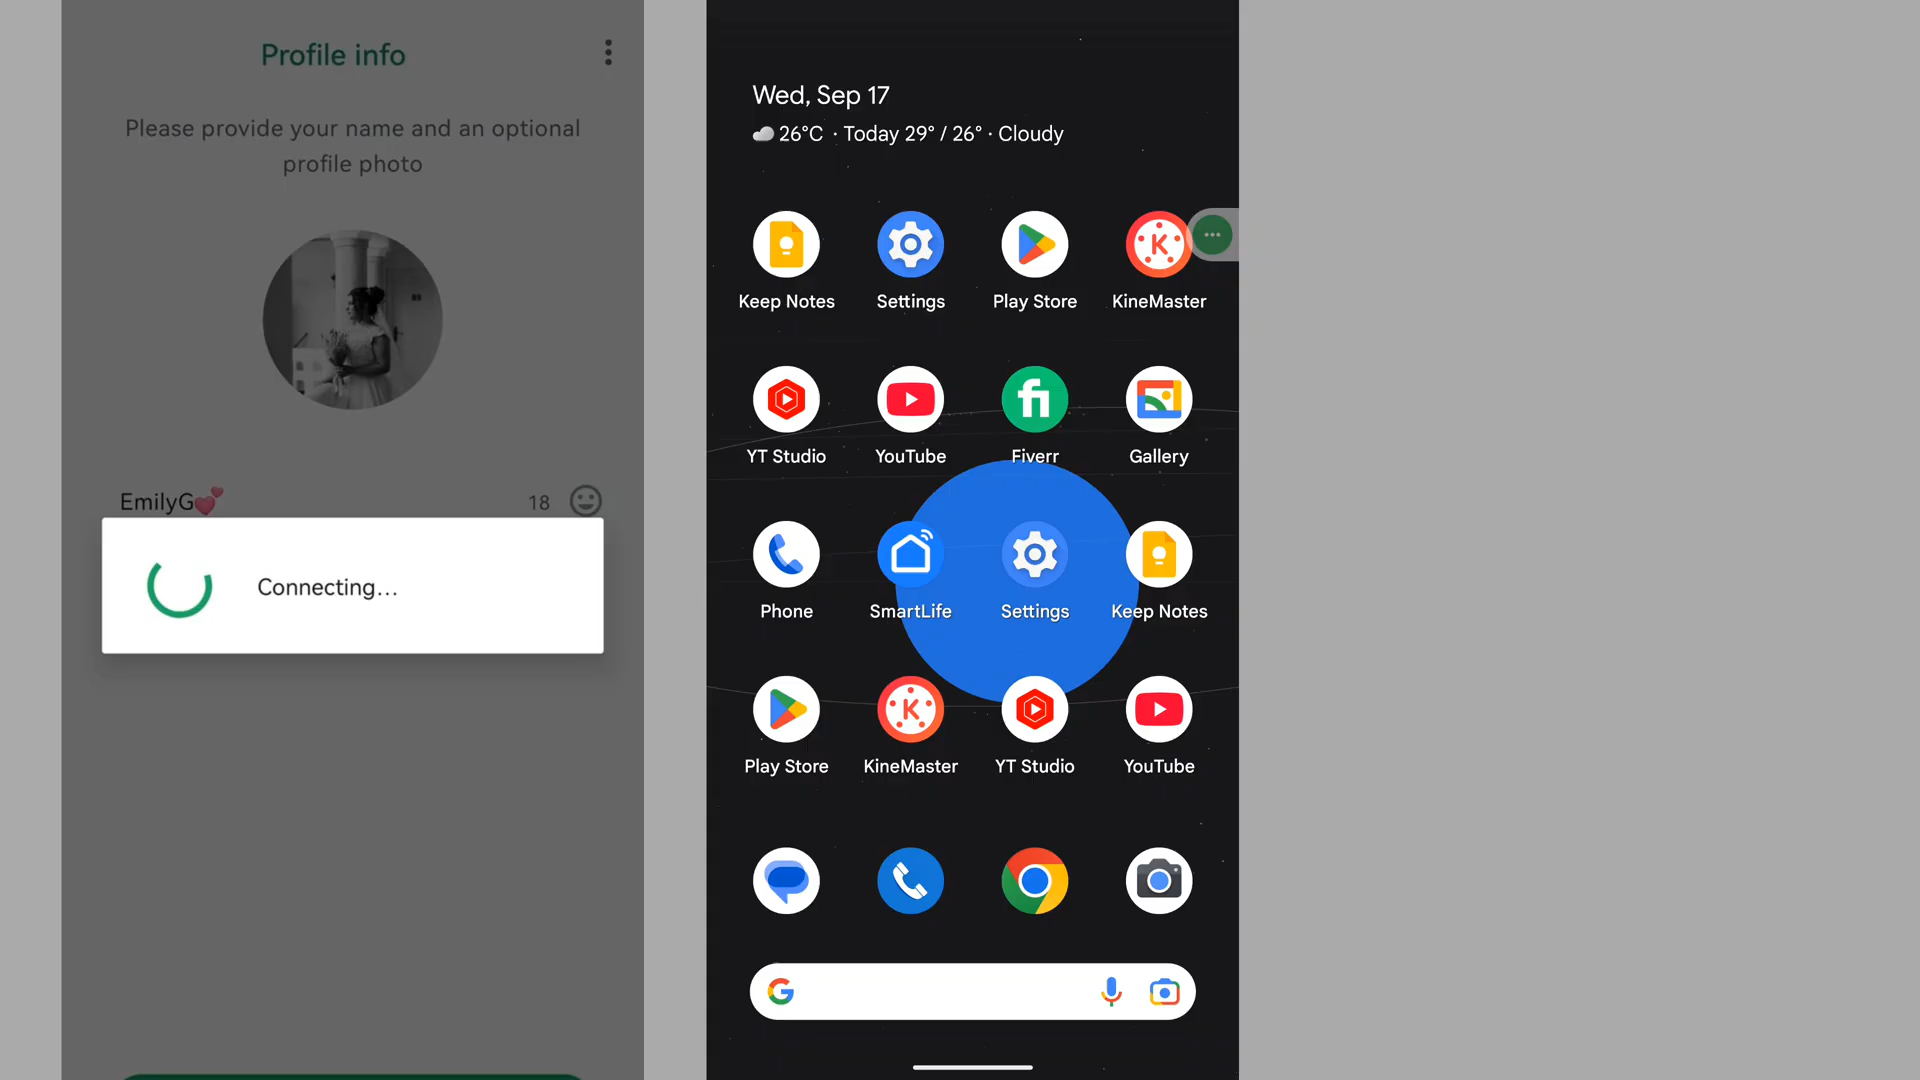 Profile info
Please provide your name and an optional
profile photo
EmilyG💕 18
Connecting...
Wed, Sep 17
26°C · Today 29° / 26° · Cloudy
Keep Notes Settings Play Store KineMaster
YT Studio YouTube Fiverr Gallery
Phone SmartLife Settings Keep Notes
Play Store KineMaster YT Studio YouTube